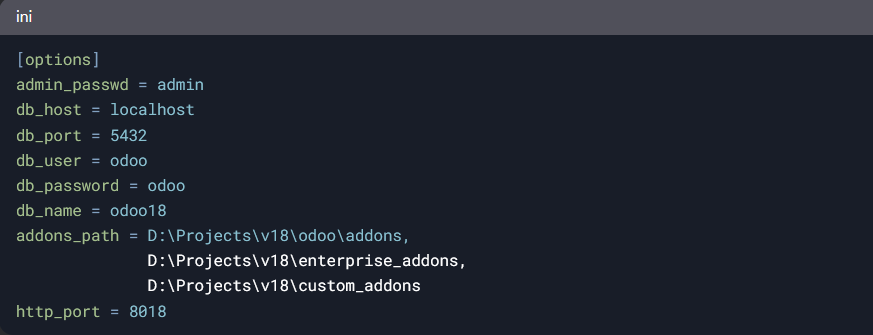 ini
[options]
admin_passwd = admin
db_host = localhost
db_port = 5432
db_user = odoo
db_password = odoo
db_name = odoo18
addons_path = D:\Projects\v18\odoo\addons,
D:\Projects\v18\enterprise_addons,
D:\Projects\v18\custom_addons
http_port = 8018